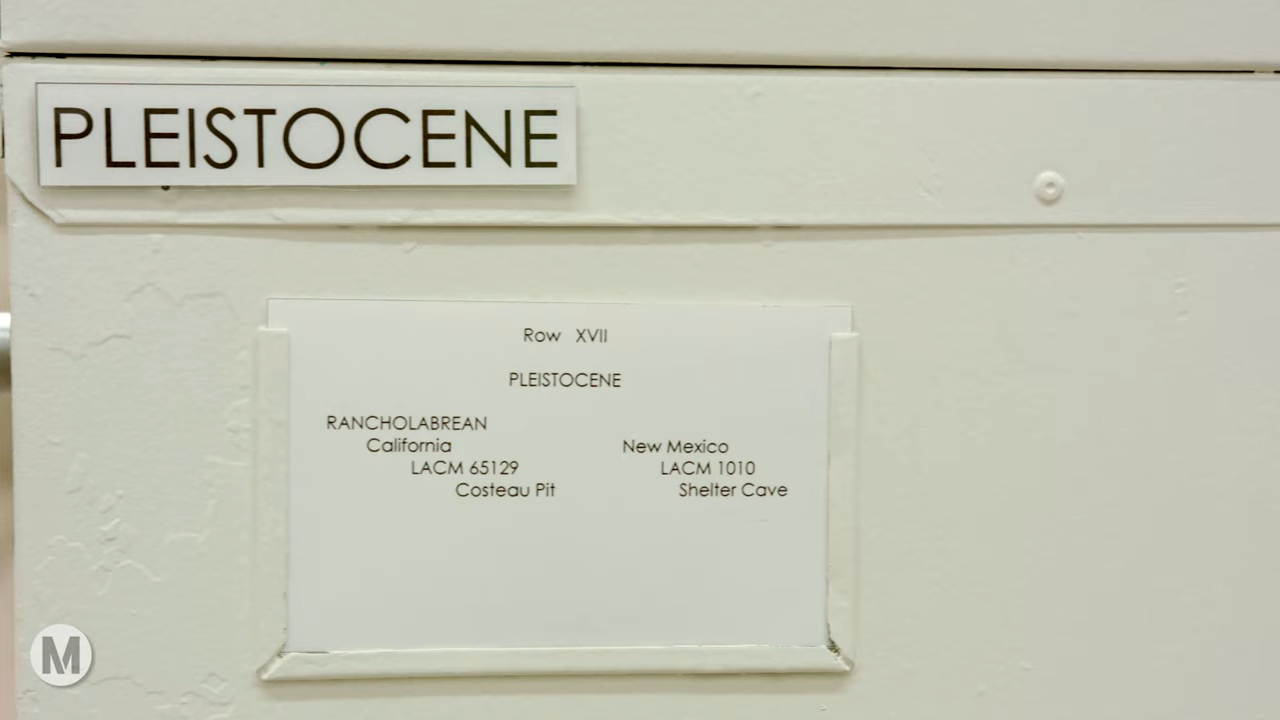 PLEISTOCENE
Row XVII
PLEISTOCENE
RANCHOLABREAN
California
LACM 65129
Costeau Pit
New Mexico
LACM 1010
Shelter Cave
M